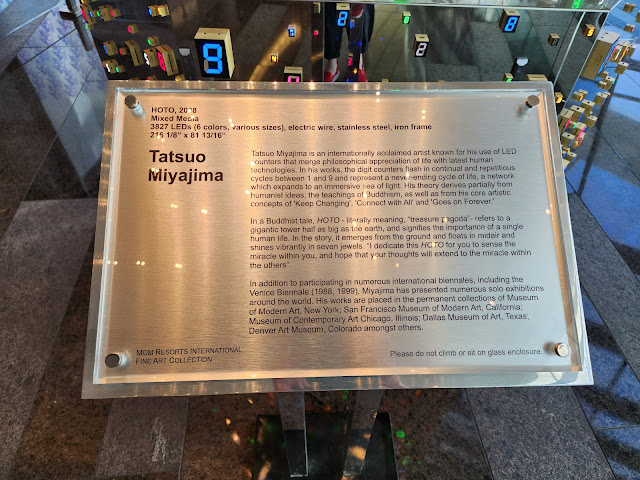 HOTO, 2008
Mixed Media
3827 LEDs (6 colors, various sizes), electric wire, stainless steel, iron frame
216 1/8" x 81 13/16"
Tatsuo
Miyajima
Tatsuo Miyajima is an internationally acclaimed artist known for his use of LED
counters that merge philosophical appreciation of life with latest human
technologies. In his works, the digit counters flash in continual and repetitious
cycles between 1 and 9 and represent a never-ending cycle of life, a network
which expands to an immersive sea of light. His theory derives partially from
humanist ideas, the teachings of Buddhism, as well as from his core artistic
concepts of 'Keep Changing', 'Connect with All' and 'Goes on Forever.'
In a Buddhist tale, HOTO - literally meaning, "treasure pagoda"- refers to a
gigantic tower half as big as the earth, and signifies the importance of a single
human life. In the story, it emerges from the ground and floats in midair and
shines vibrantly in seven jewels. "I dedicate this HOTO for you to sense the
miracle within you, and hope that your thoughts will extend to the miracle within
the others".
In addition to participating in numerous international biennales, including the
Venice Biennale (1988, 1999), Miyajima has presented numerous solo exhibitions
around the world. His works are placed in the permanent collections of Museum
of Modern Art, New York; San Francisco Museum of Modern Art, California;
Museum of Contemporary Art Chicago, Illinois; Dallas Museum of Art, Texas;
Denver Art Museum, Colorado amongst others.
MGM RESORTS INTERNATIONAL
FINE ART COLLECTION
Please do not climb or sit on glass enclosure.